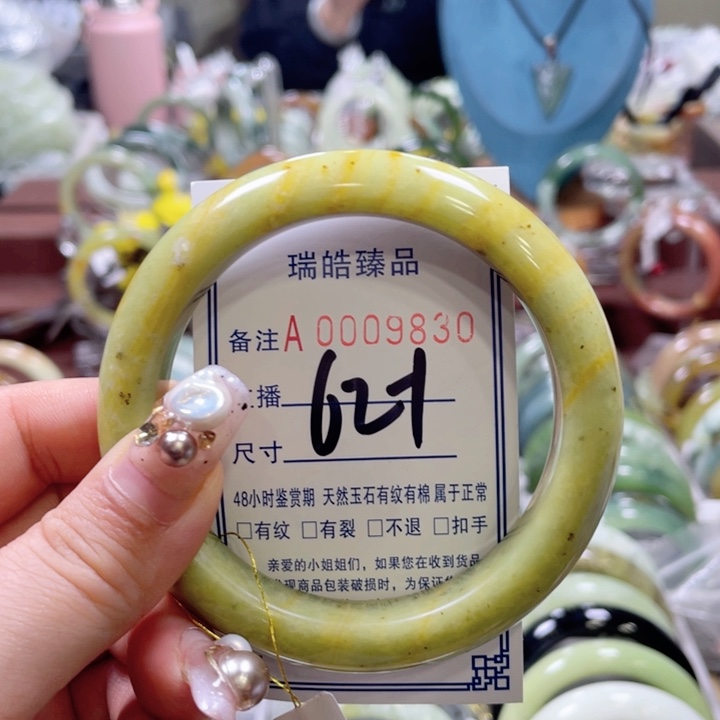 瑞皓臻品
备注A 0009830
播 621
尺寸
48小时鉴赏期 天然玉石有纹有棉 属于正常
□有纹 □有裂 □不退 □扣手
亲爱的小姐姐们，如果您在收到货品
现商品包装破损时，为保证